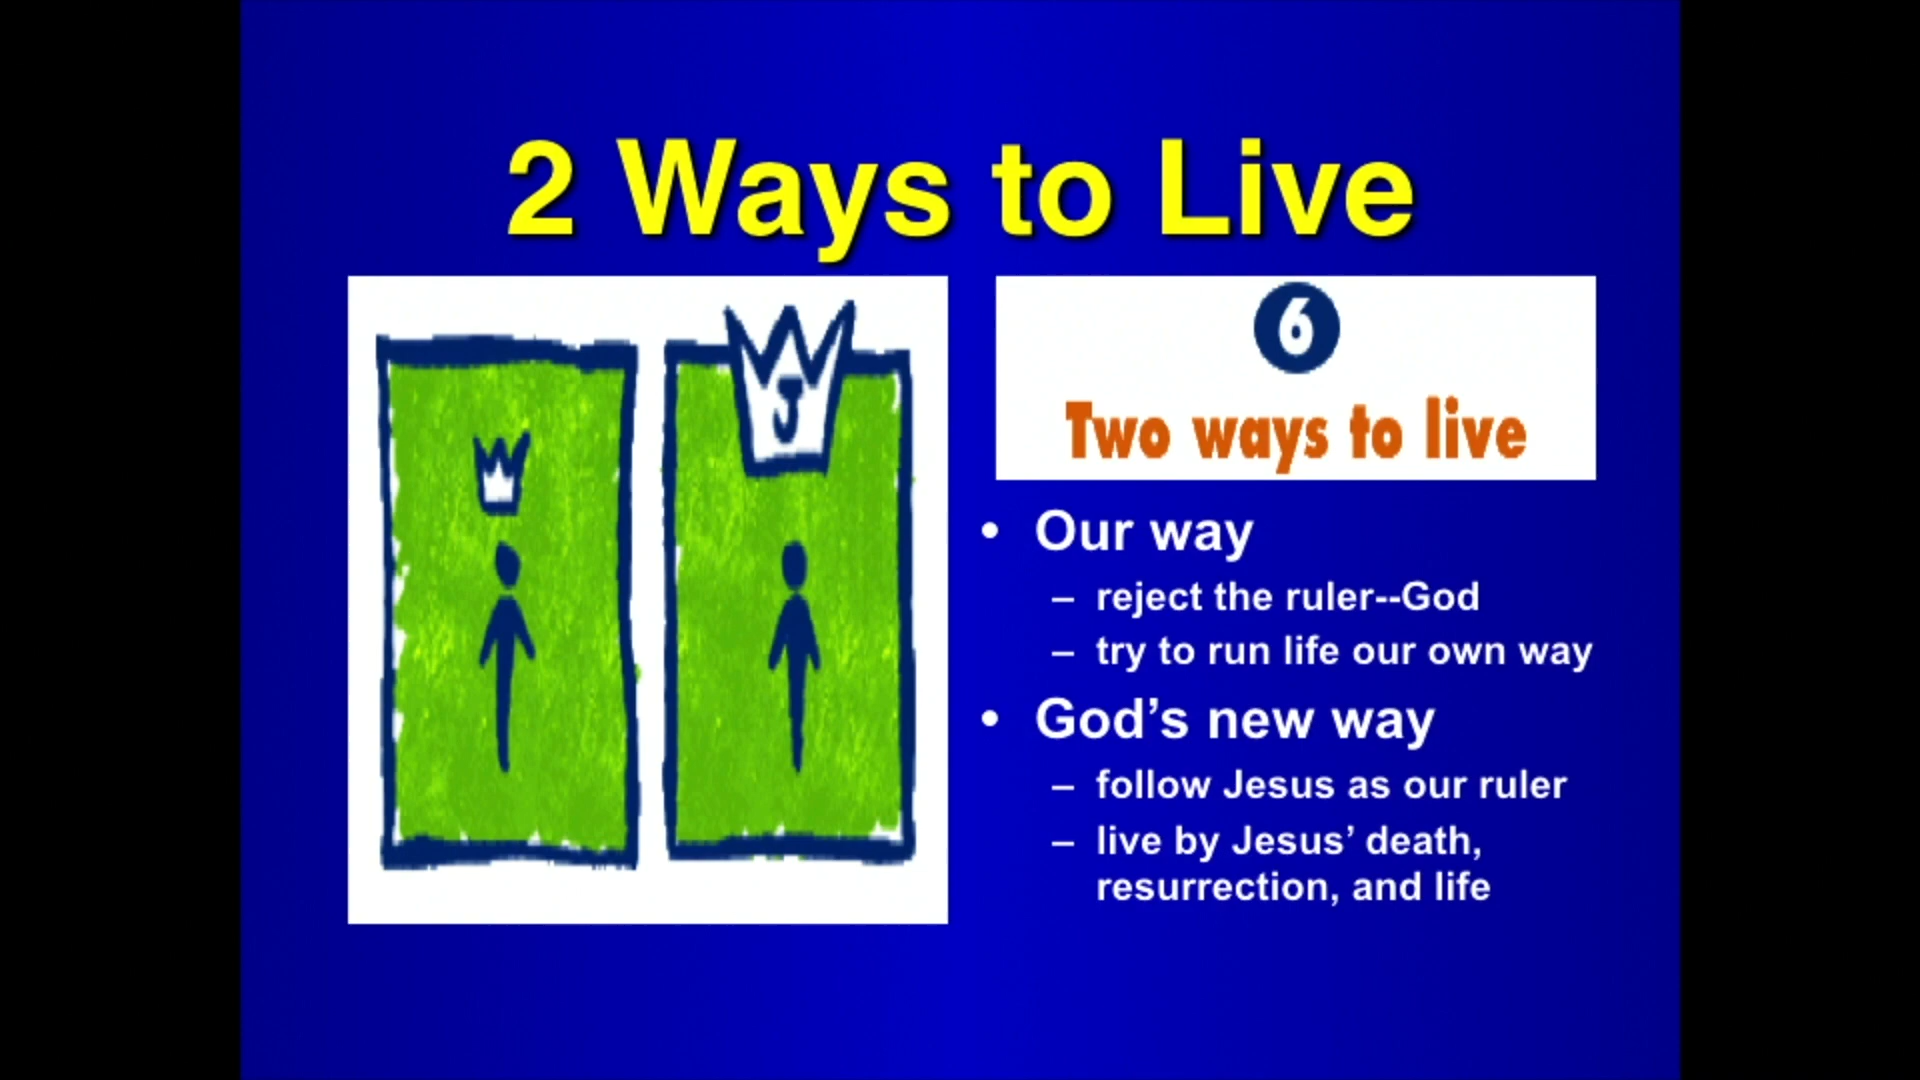 2 Ways to Live
J
6
Two ways to live
• Our way
– reject the ruler--God
– try to run life our own way
• God’s new way
– follow Jesus as our ruler
– live by Jesus’ death,
resurrection, and life